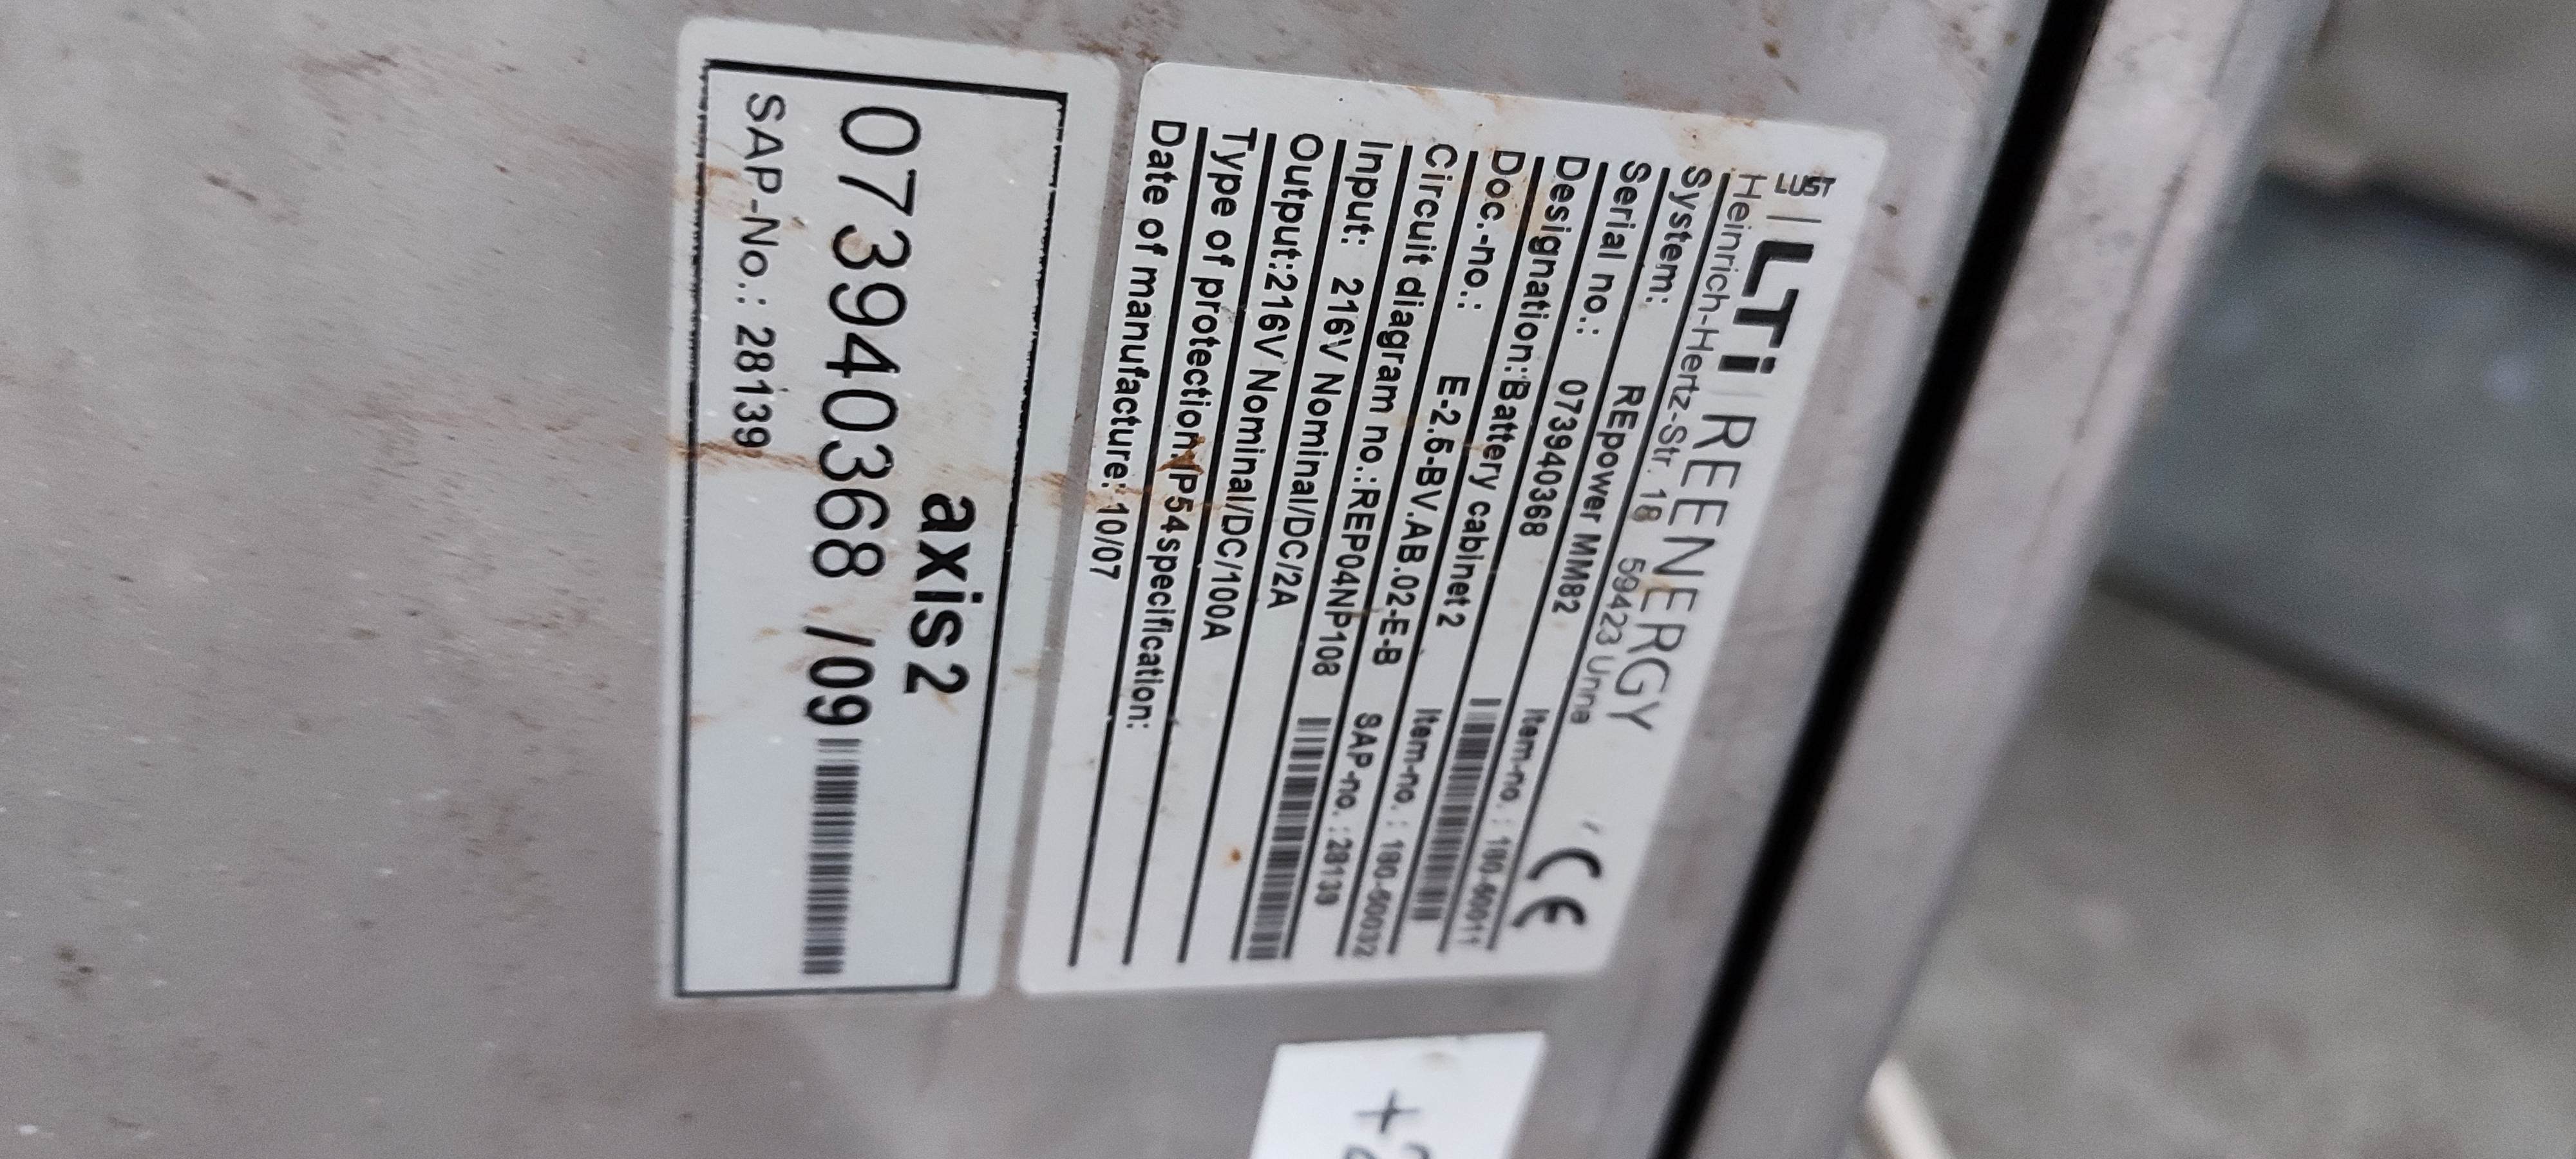 LUST | LTi | REENERGY
Heinrich-Hertz-Str. 18 59423 Unna
System: REpower MM82 Item-no.: 180-60011
Serial no.: 073940368
Designation: Battery cabinet 2 Item-no.: 180-60032
Doc.-no.: E-2.5-BV.AB.02-E-B SAP-no.: 28139
Circuit diagram no.: REP04NP108
Input: 216V Nominal/DC/2A
Output: 216V Nominal/DC/100A
Type of protection: IP54 specification:
Date of manufacture: 10/07
CE
axis 2
073940368 /09
SAP-No.: 28139
+2